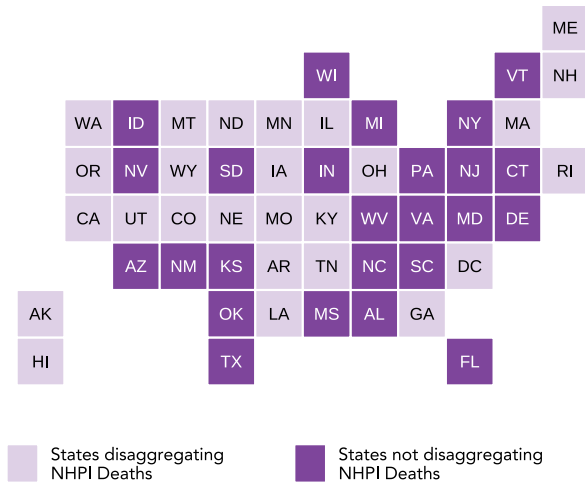 ME
WI VT NH
WA ID MT ND MN IL MI NY MA
OR NV WY SD IA IN OH PA NJ CT RI
CA UT CO NE MO KY WV VA MD DE
AZ NM KS AR TN NC SC DC
AK OK LA MS AL GA
HI TX FL
States disaggregating
NHPI Deaths
States not disaggregating
NHPI Deaths